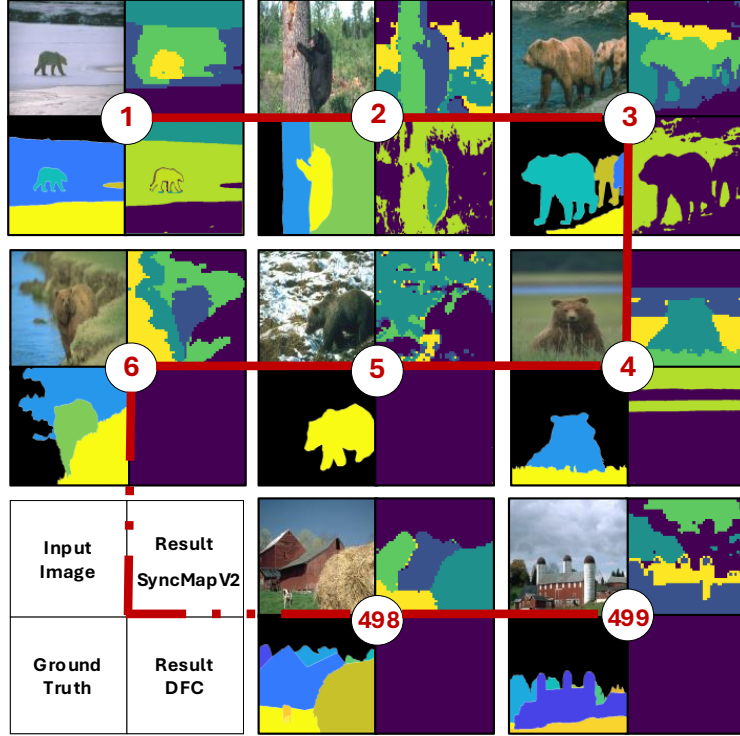 1
2
3
6
5
4
Input
Image
Result
SyncMapV2
Ground
Truth
Result
DFC
498
499